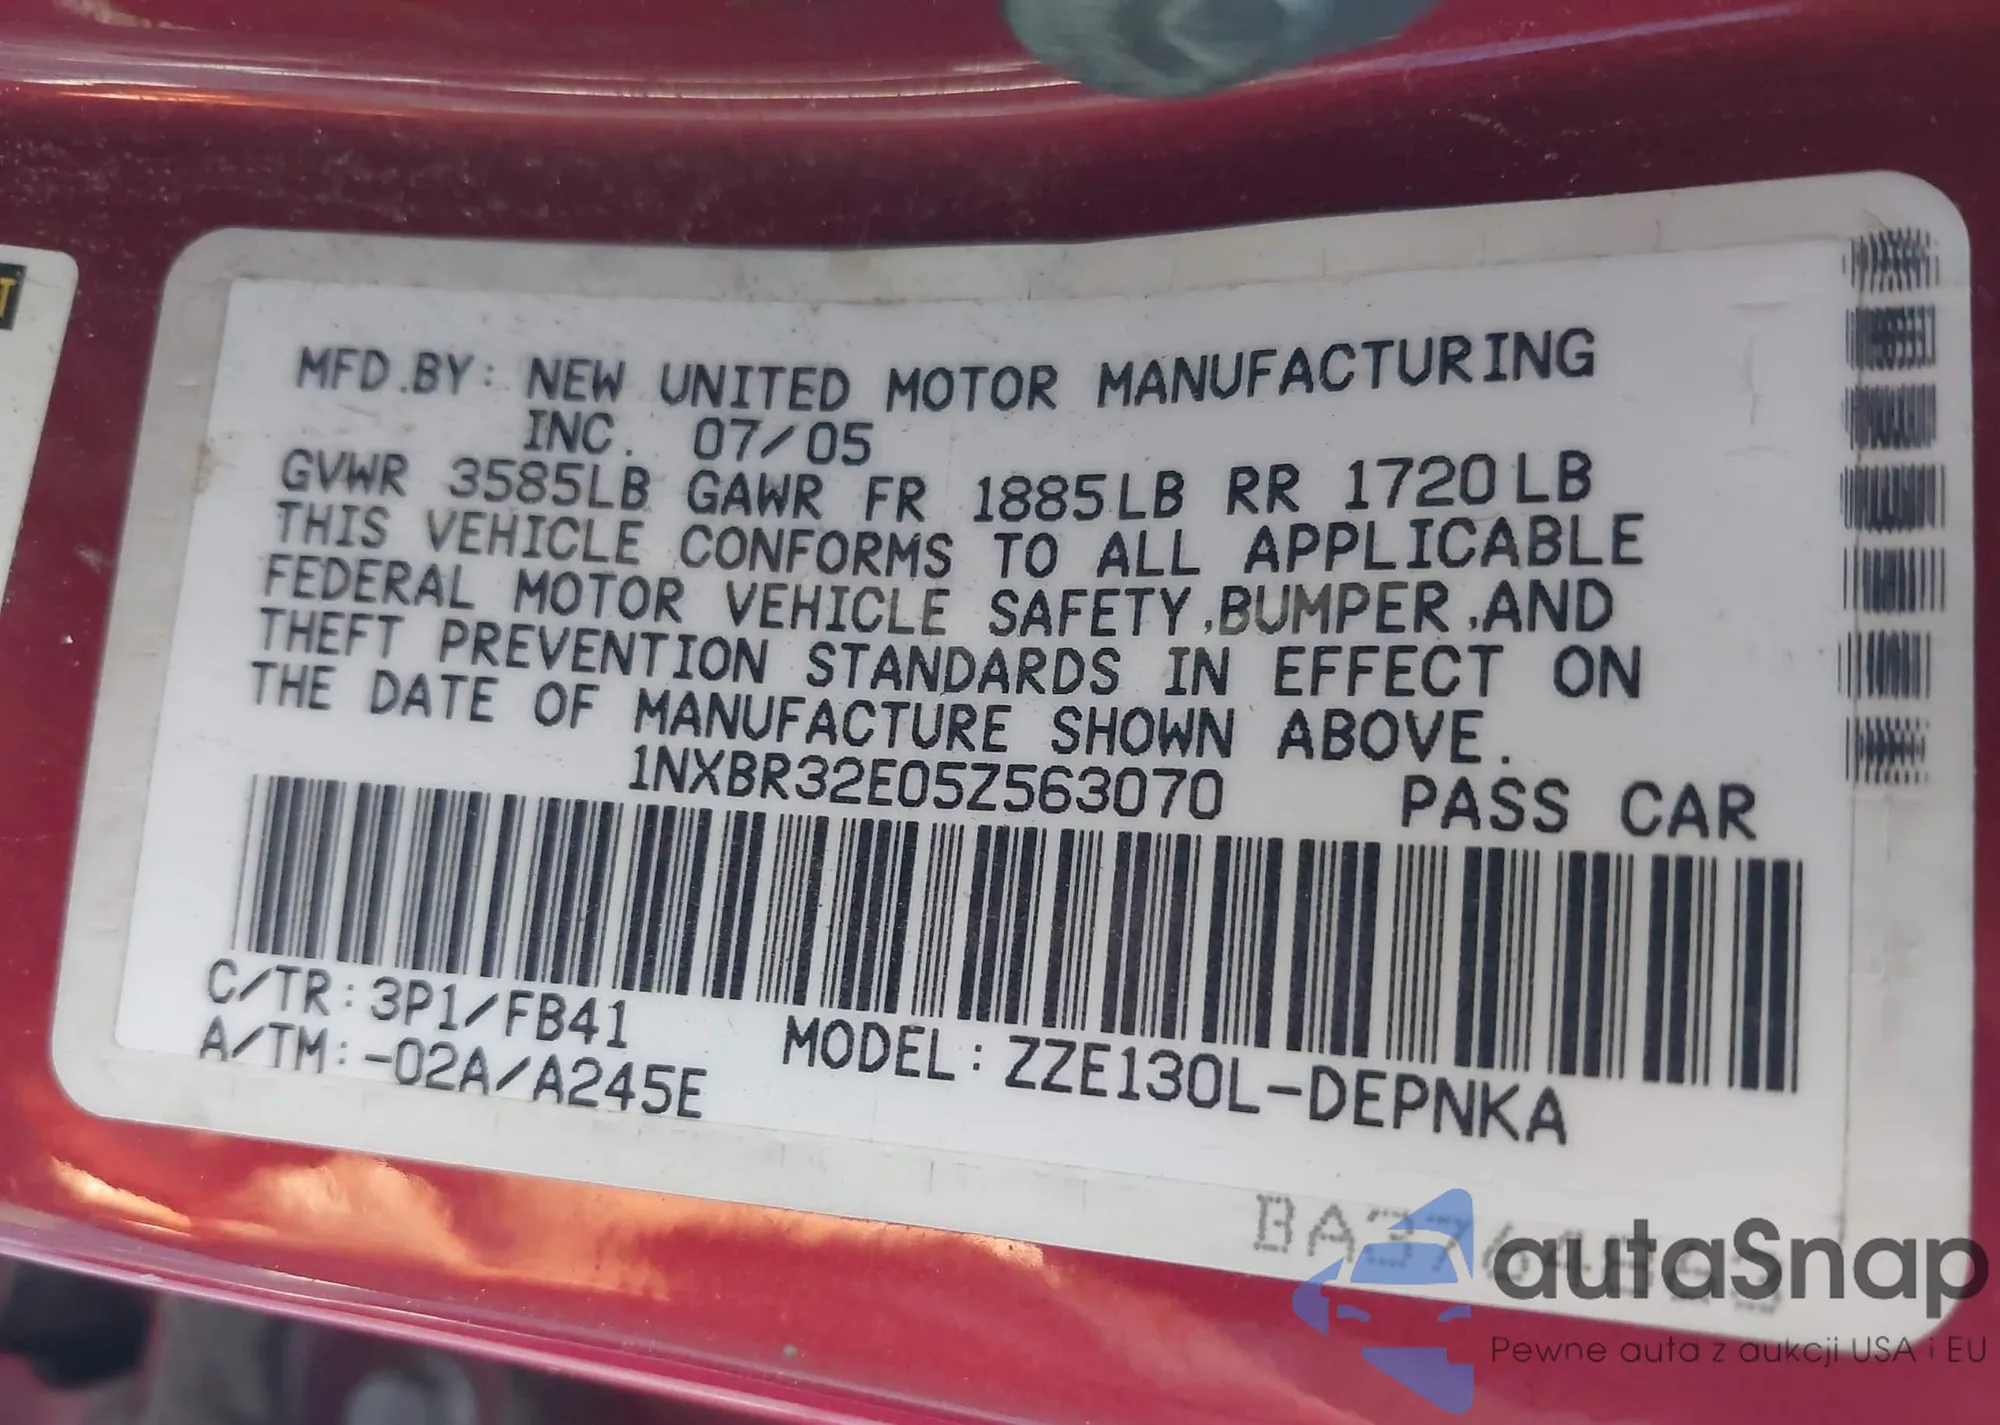 MFD.BY: NEW UNITED MOTOR MANUFACTURING
INC. 07/05
GVWR 3585LB GAWR FR 1885LB RR 1720LB
THIS VEHICLE CONFORMS TO ALL APPLICABLE
FEDERAL MOTOR VEHICLE SAFETY,BUMPER,AND
THEFT PREVENTION STANDARDS IN EFFECT ON
THE DATE OF MANUFACTURE SHOWN ABOVE.
1NXBR32E05Z563070 PASS CAR
C/TR:3P1/FB41
A/TM:-02A/A245E MODEL:ZZE130L-DEPNKA
autaSnap
Pewne auta z aukcji USA i EU